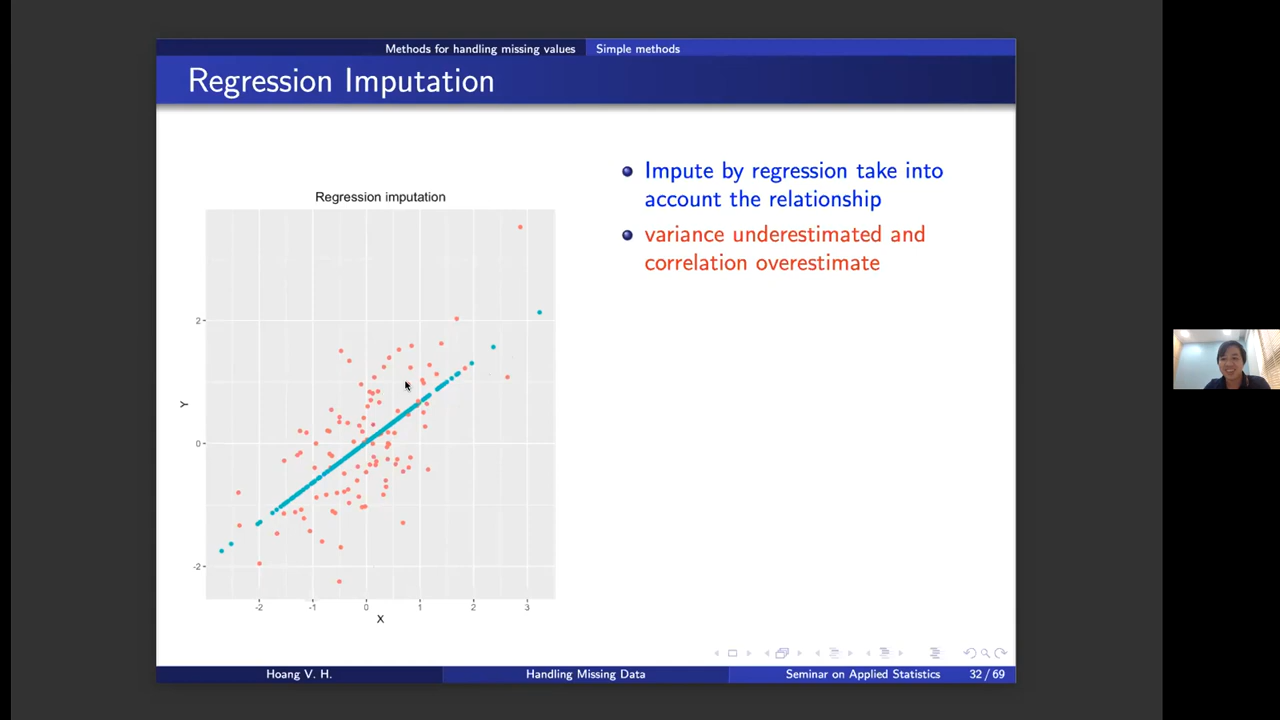 Methods for handling missing values Simple methods
Regression Imputation
Impute by regression take into
account the relationship
variance underestimated and
correlation overestimate
Regression imputation
2
0
-2
Y
-2 -1 0 1 2 3
X
Hoang V. H. Handling Missing Data Seminar on Applied Statistics 32 / 69